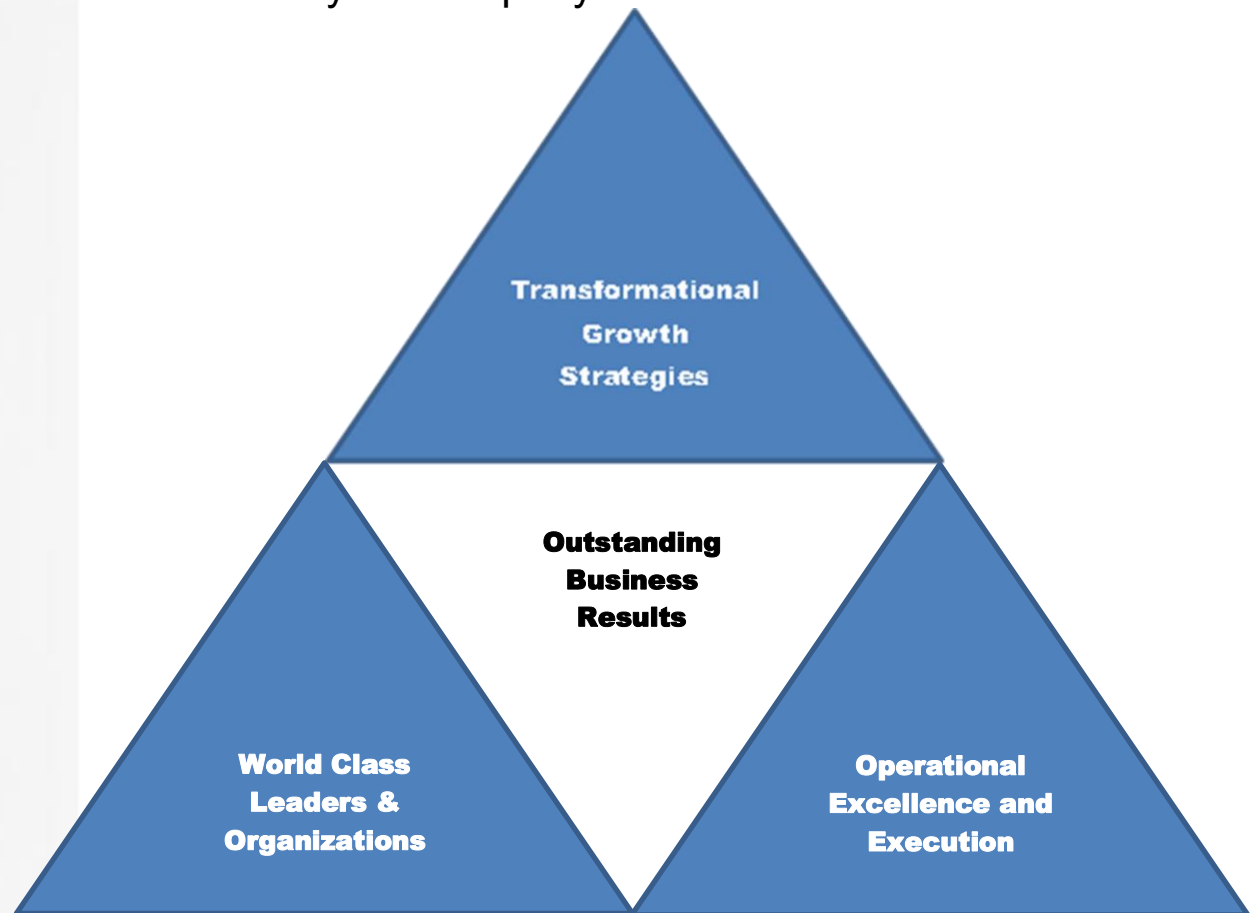 Transformational
Growth
Strategies
Outstanding
Business
Results
World Class
Leaders &
Organizations
Operational
Excellence and
Execution